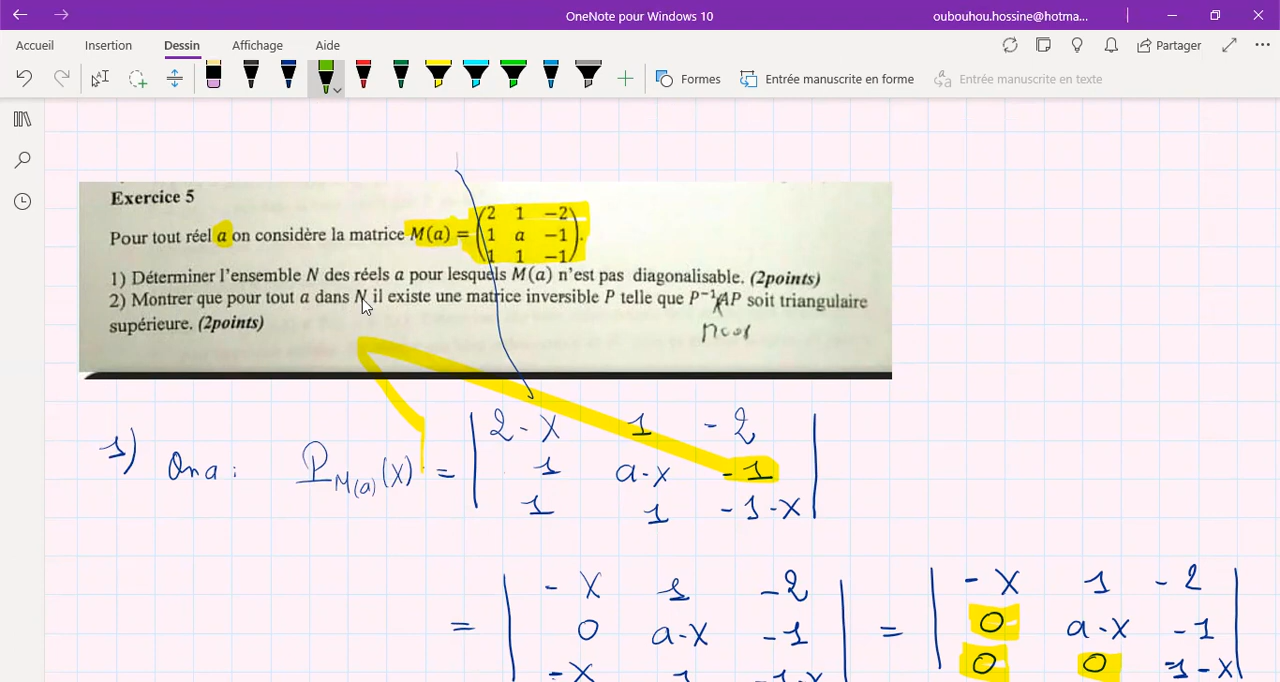 OneNote pour Windows 10
oubouhou.hossine@hotma...
Accueil Insertion Dessin Affichage Aide Partager
Formes Entrée manuscrite en forme Entrée manuscrite en texte
Exercice 5
Pour tout réel a on considère la matrice M(a) = (2 1 −2
1 a −1
1 1 −1).
1) Déterminer l'ensemble N des réels a pour lesquels M(a) n'est pas diagonalisable. (2points)
2) Montrer que pour tout a dans N il existe une matrice inversible P telle que P⁻¹AP soit triangulaire
supérieure. (2points)
1) On a : P_M(a)(X) = | 2-X 1 -2 |
| 1 a-X -1 |
| 1 1 -1-X |
= | -X 1 -2 | = | -X 1 -2 |
| 0 a-X -1 | | 0 a-X -1 |
| -X 1 -1-X | | 0 0 1-X |